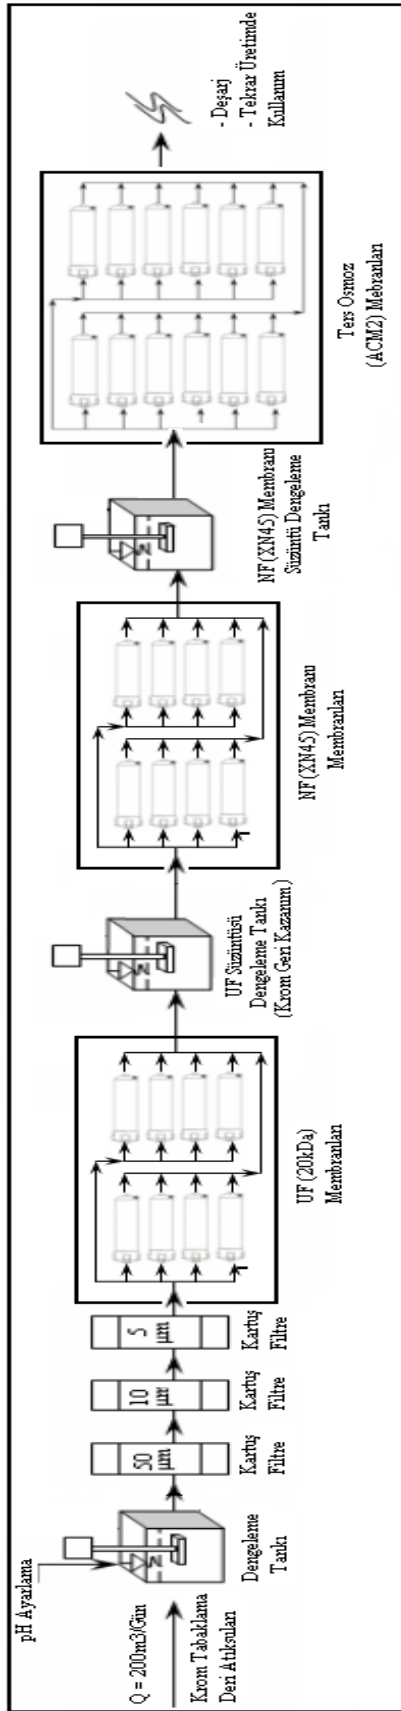 pH Ayarlama
Q = 200m3/Gün
Krom Tabaklama
Deri Atıksuları
Dengeleme
Tankı
50
µm
Kartuş
Filtre
10
µm
Kartuş
Filtre
5
µm
Kartuş
Filtre
UF (20kDa)
Membranları
UF Süzüntüsü
Dengeleme Tankı
(Krom Geri Kazanım)
NF (XN45) Membranı
Membranları
NF (XN45) Membranı
Süzüntü Dengeleme
Tankı
Ters Osmoz
(ACM2) Mebranları
- Deşarj
- Tekrar Üretimde
Kullanım